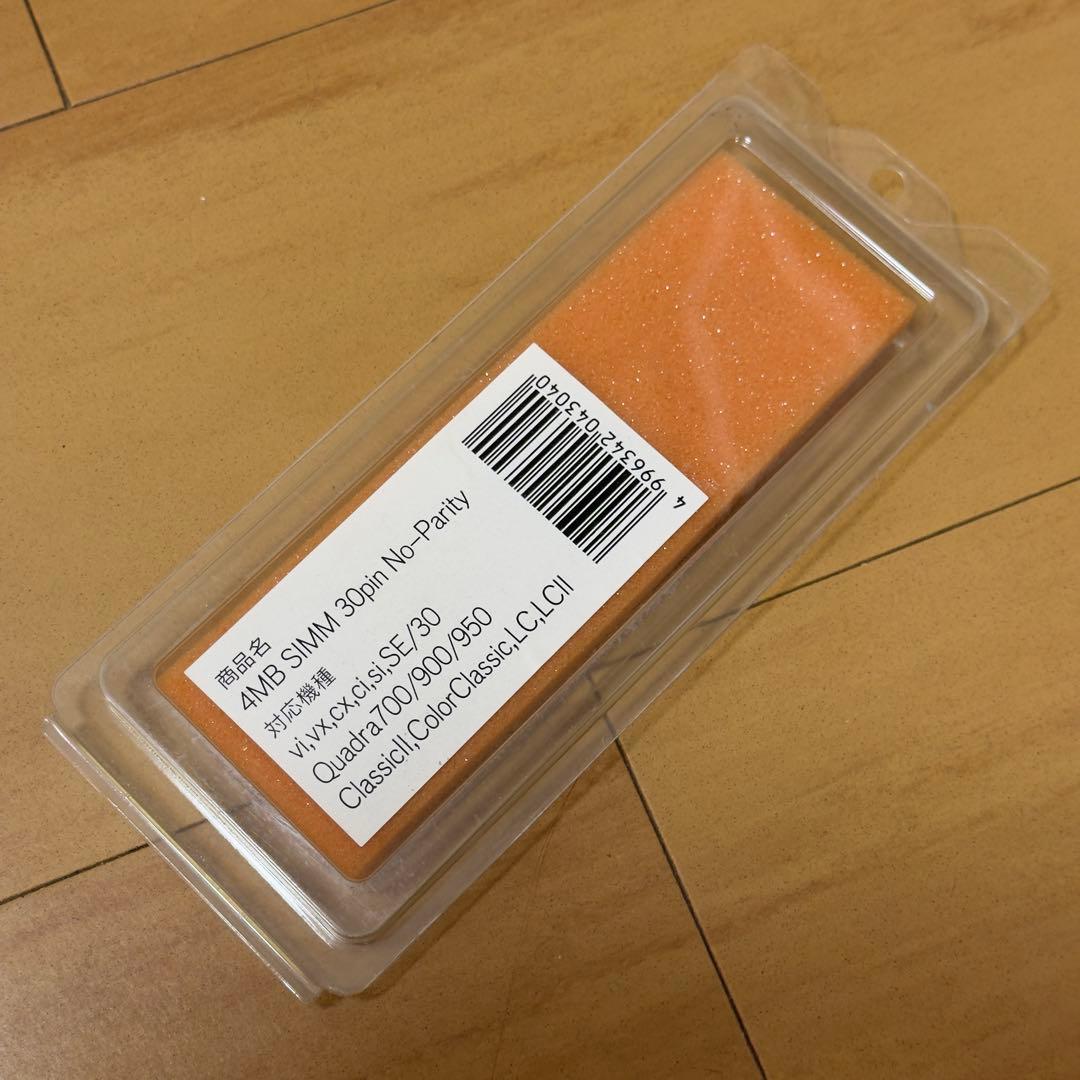 商品名
4MB SIMM 30pin No-Parity
対応機種
vi,vx,cx,ci,si,SE/30
Quadra700/900/950
ClassicII,ColorClassic,LC,LCII
4 996342 043040